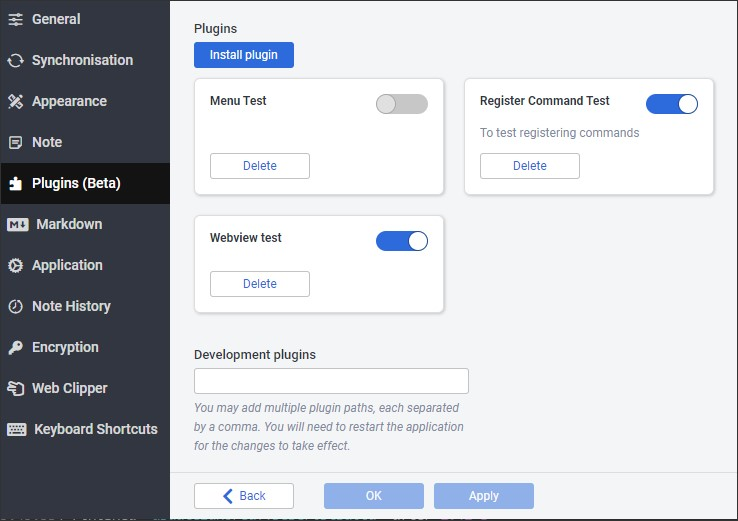 General
Synchronisation
Appearance
Note
Plugins (Beta)
Markdown
Application
Note History
Encryption
Web Clipper
Keyboard Shortcuts
Plugins
Install plugin
Menu Test
Delete
Register Command Test
To test registering commands
Delete
Webview test
Delete
Development plugins
You may add multiple plugin paths, each separated
by a comma. You will need to restart the application
for the changes to take effect.
Back
OK
Apply